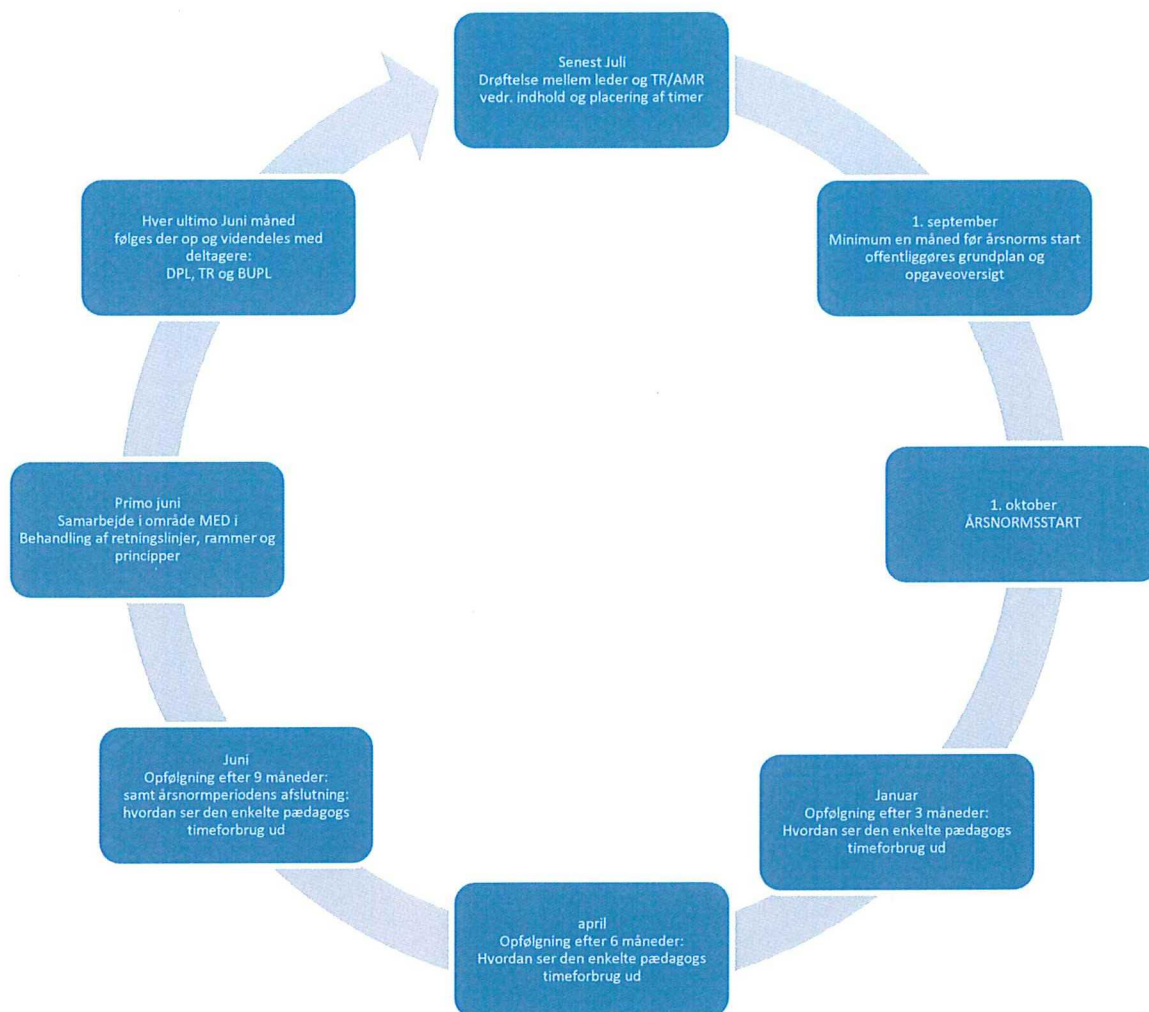 Senest Juli
Drøftelse mellem leder og TR/AMR
vedr. indhold og placering af timer
1. september
Minimum en måned før årsnorms start
offentliggøres grundplan og
opgaveoversigt
1. oktober
ÅRSNORMSSTART
Januar
Opfølgning efter 3 måneder:
Hvordan ser den enkelte pædagogs
timeforbrug ud
april
Opfølgning efter 6 måneder:
Hvordan ser den enkelte pædagogs
timeforbrug ud
Juni
Opfølgning efter 9 måneder:
samt årsnormperiodens afslutning:
hvordan ser den enkelte pædagogs
timeforbrug ud
Primo juni
Samarbejde i område MED i
Behandling af retningslinjer, rammer og
principper
Hver ultimo Juni måned
følges der op og videndeles med
deltagere:
DPL, TR og BUPL